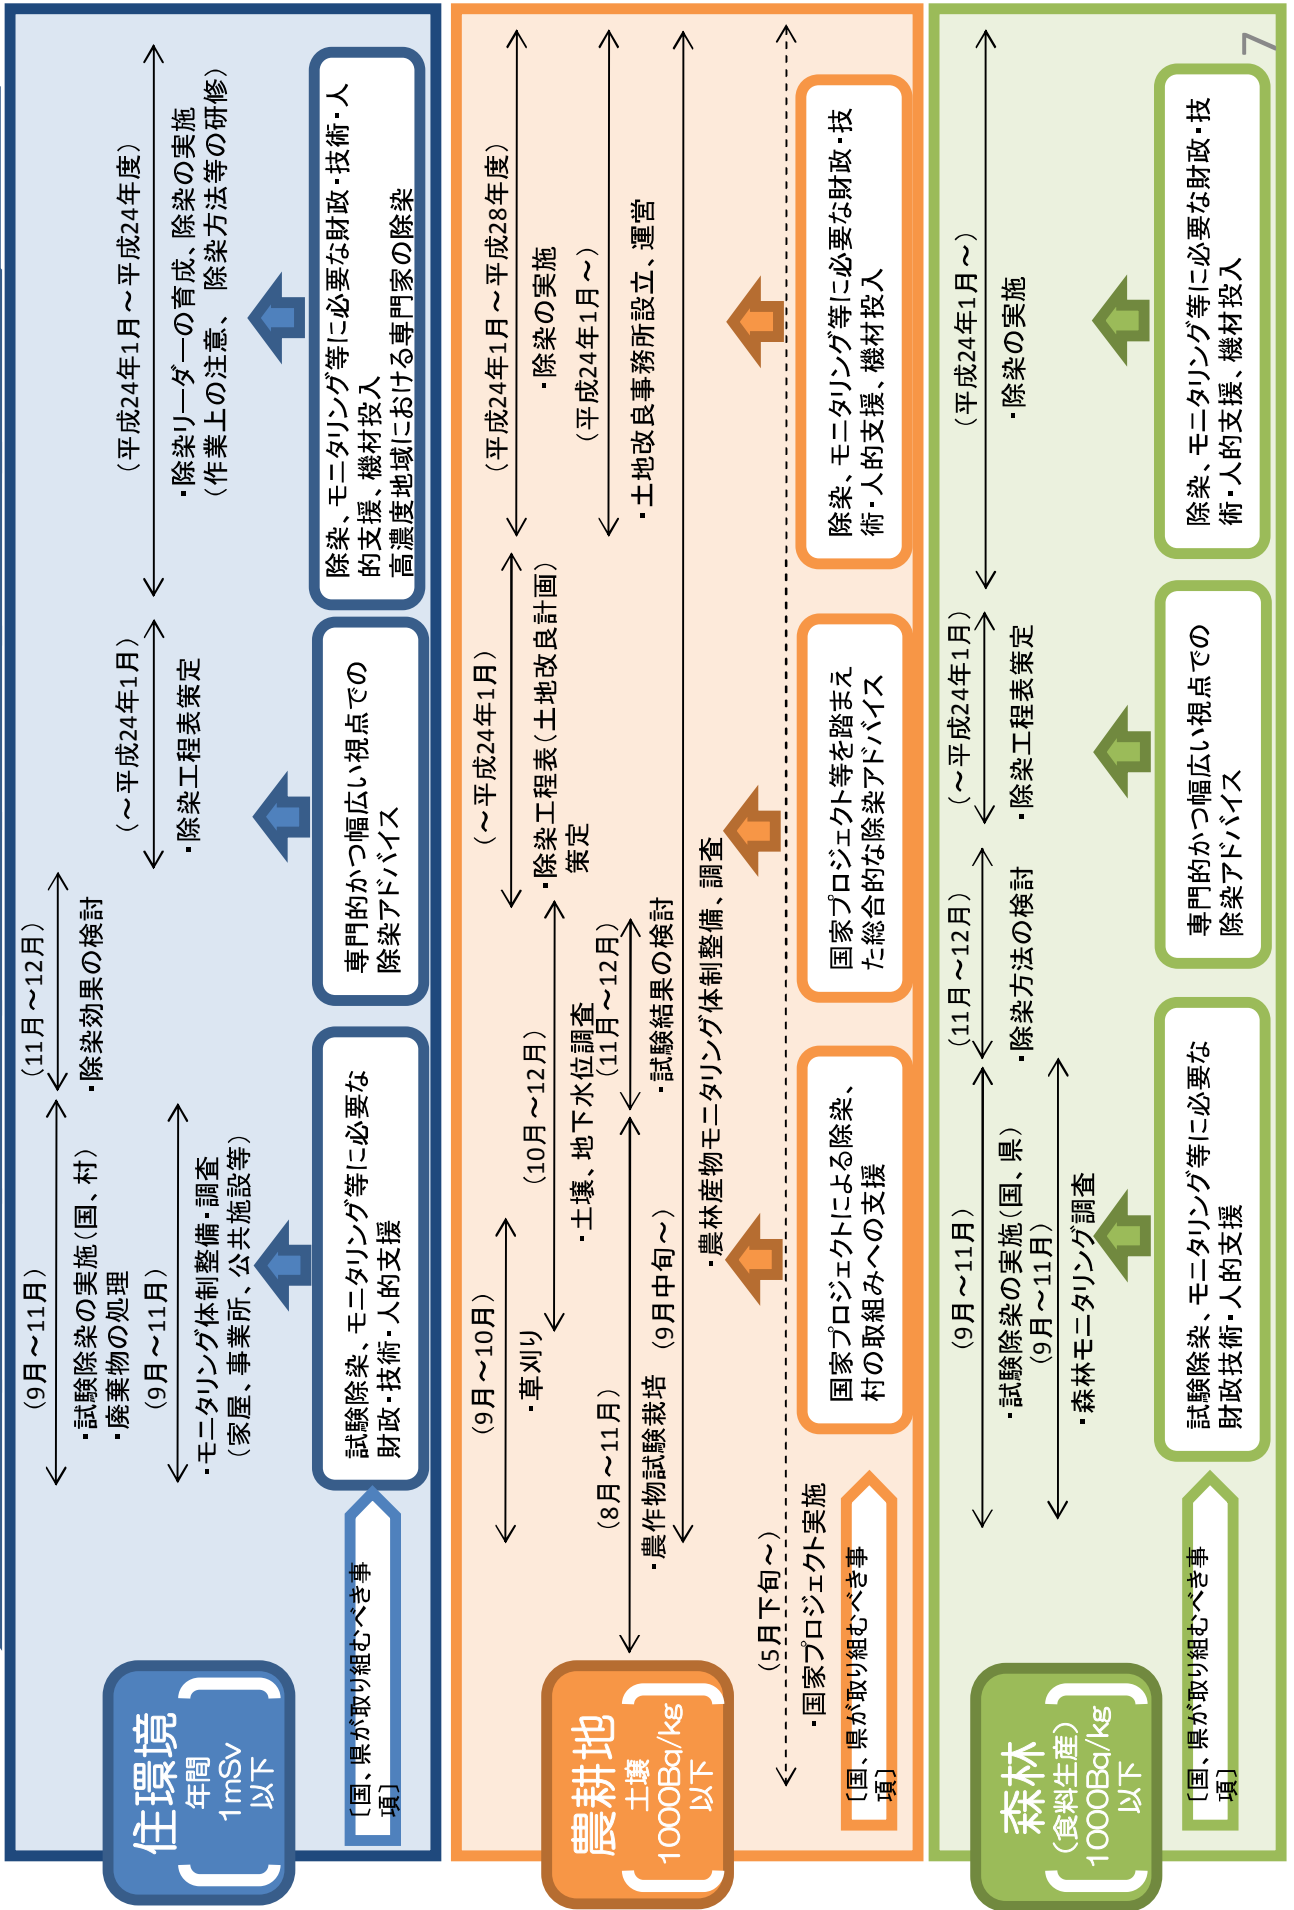 住環境
年間
1mSv
以下
(9月～11月)
・試験除染の実施(国、村)
・廃棄物の処理
(9月～11月)
・モニタリング体制整備・調査
(家屋、事業所、公共施設等)
(11月～12月)
・除染効果の検討
(～平成24年1月)
・除染工程表策定
(平成24年1月～平成24年度)
・除染リーダーの育成、除染の実施
(作業上の注意、除染方法等の研修)
〔国、県が取り組むべき事
項〕
試験除染、モニタリング等に必要な
財政・技術・人的支援
専門的かつ幅広い視点での
除染アドバイス
除染、モニタリング等に必要な財政・技術・人
的支援、機材投入
高濃度地域における専門家の除染
農耕地
土壌
1000Bq/kg
以下
(9月～10月)
・草刈り
(10月～12月)
・土壌、地下水位調査
(～平成24年1月)
・除染工程表(土地改良計画)
策定
(平成24年1月～平成28年度)
・除染の実施
(平成24年1月～)
・土地改良事務所設立、運営
(8月～11月)
・農作物試験栽培
(11月～12月)
・試験結果の検討
(9月中旬～)
・農林産物モニタリング体制整備、調査
(5月下旬～)
・国家プロジェクト実施
〔国、県が取り組むべき事
項〕
国家プロジェクトによる除染、
村の取組みへの支援
国家プロジェクト等を踏まえ
た総合的な除染アドバイス
除染、モニタリング等に必要な財政・技
術・人的支援、機材投入
森林
(食料生産)
1000Bq/kg
以下
(9月～11月)
・試験除染の実施(国、県)
(9月～11月)
・森林モニタリング調査
(11月～12月)
・除染方法の検討
(～平成24年1月)
・除染工程表策定
(平成24年1月～)
・除染の実施
〔国、県が取り組むべき事
項〕
試験除染、モニタリング等に必要な
財政技術・人的支援
専門的かつ幅広い視点での
除染アドバイス
除染、モニタリング等に必要な財政・技
術・人的支援、機材投入
7